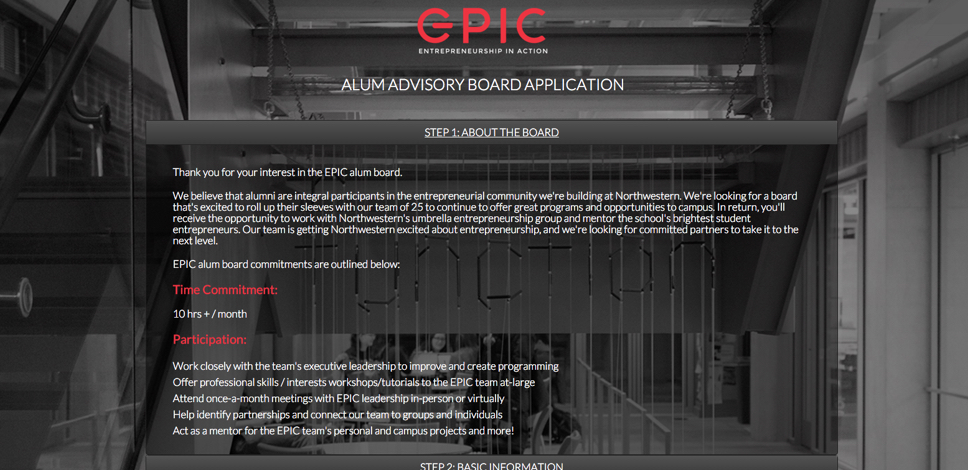 EPIC
ENTREPRENEURSHIP IN ACTION
ALUM ADVISORY BOARD APPLICATION
STEP 1: ABOUT THE BOARD
Thank you for your interest in the EPIC alum board.
We believe that alumni are integral participants in the entrepreneurial community we're building at Northwestern. We're looking for a board
that's excited to roll up their sleeves with our team of 25 to continue to offer great programs and opportunities to campus. In return, you'll
receive the opportunity to work with Northwestern's umbrella entrepreneurship group and mentor the school's brightest student
entrepreneurs. Our team is getting Northwestern excited about entrepreneurship, and we're looking for committed partners to take it to the
next level.
EPIC alum board commitments are outlined below:
Time Commitment:
10 hrs + / month
Participation:
Work closely with the team's executive leadership to improve and create programming
Offer professional skills / interests workshops/tutorials to the EPIC team at-large
Attend once-a-month meetings with EPIC leadership in-person or virtually
Help identify partnerships and connect our team to groups and individuals
Act as a mentor for the EPIC team's personal and campus projects and more!
STEP 2: BASIC INFORMATION